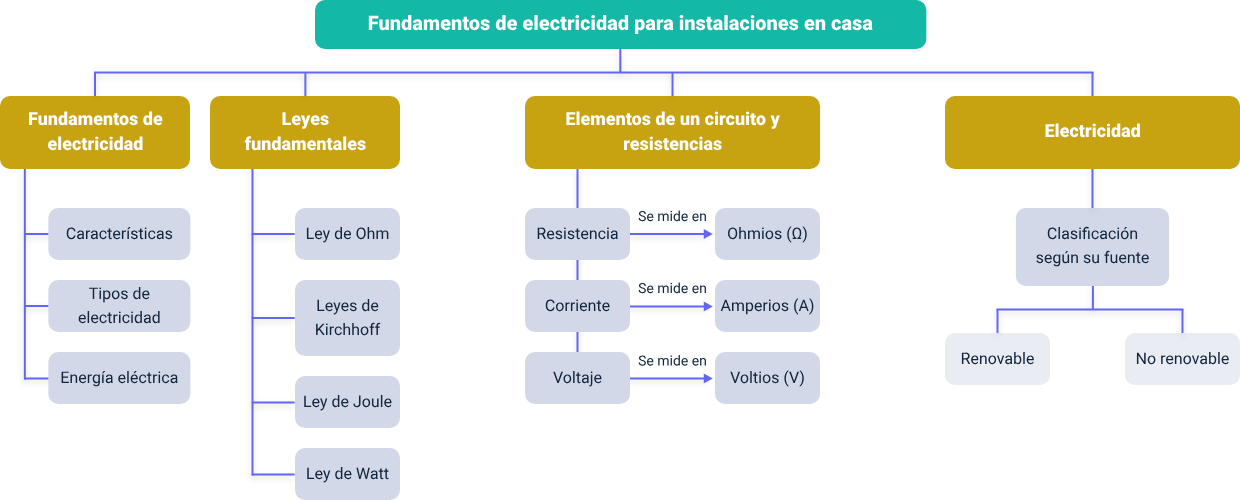 Fundamentos de electricidad para instalaciones en casa
Fundamentos de
electricidad
Características
Tipos de
electricidad
Energía eléctrica
Leyes
fundamentales
Ley de Ohm
Leyes de
Kirchhoff
Ley de Joule
Ley de Watt
Elementos de un circuito y
resistencias
Resistencia
Se mide en
Ohmios (Ω)
Corriente
Se mide en
Amperios (A)
Voltaje
Se mide en
Voltios (V)
Electricidad
Clasificación
según su fuente
Renovable
No renovable